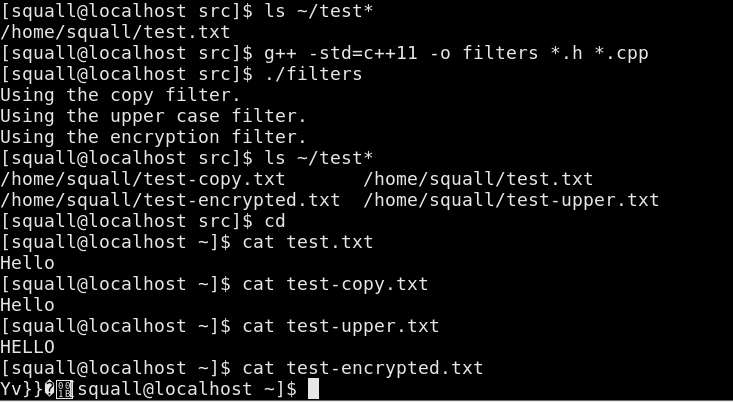 [squall@localhost src]$ ls ~/test*
/home/squall/test.txt
[squall@localhost src]$ g++ -std=c++11 -o filters *.h *.cpp
[squall@localhost src]$ ./filters
Using the copy filter.
Using the upper case filter.
Using the encryption filter.
[squall@localhost src]$ ls ~/test*
/home/squall/test-copy.txt       /home/squall/test.txt
/home/squall/test-encrypted.txt  /home/squall/test-upper.txt
[squall@localhost src]$ cd
[squall@localhost ~]$ cat test.txt
Hello
[squall@localhost ~]$ cat test-copy.txt
Hello
[squall@localhost ~]$ cat test-upper.txt
HELLO
[squall@localhost ~]$ cat test-encrypted.txt
Yv}}�[squall@localhost ~]$